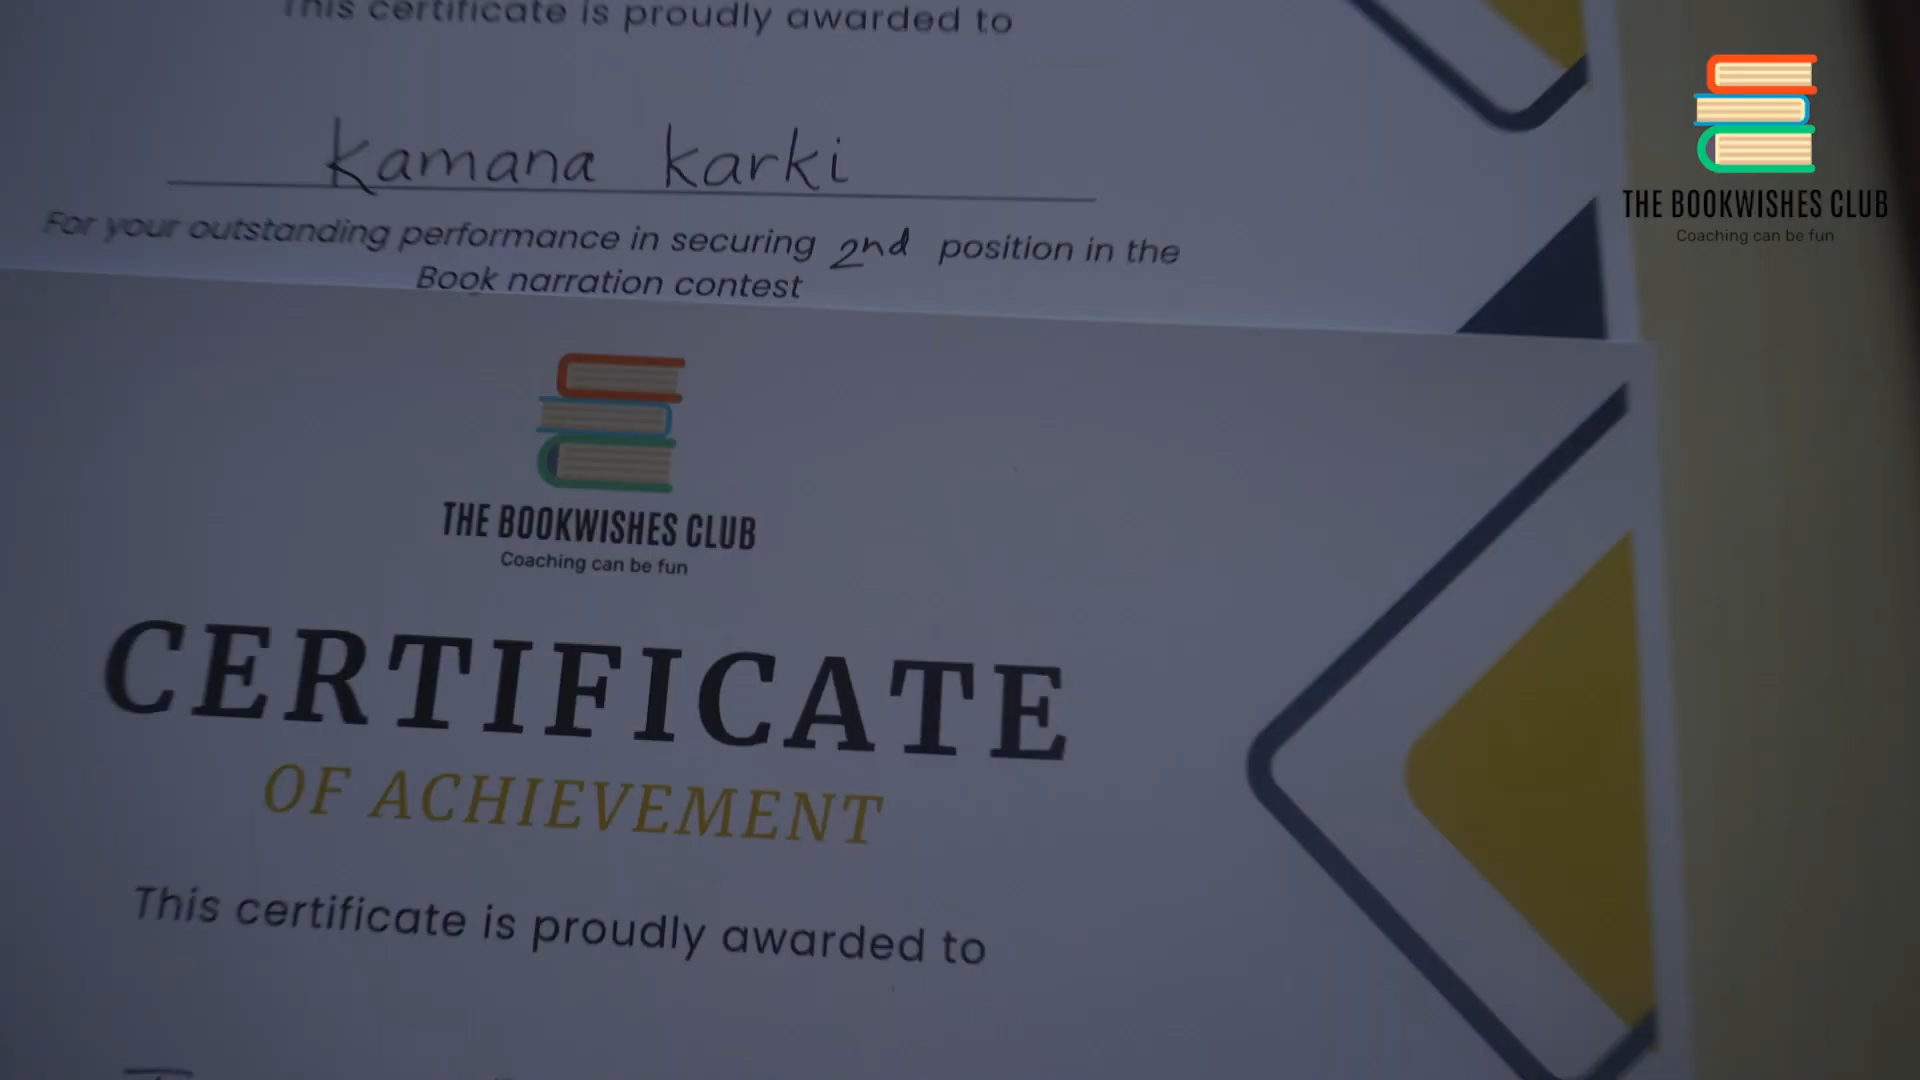 This certificate is proudly awarded to
Kamana Karki
For your outstanding performance in securing 2nd position in the
Book narration contest
THE BOOKWISHES CLUB
Coaching can be fun
THE BOOKWISHES CLUB
Coaching can be fun
CERTIFICATE
OF ACHIEVEMENT
This certificate is proudly awarded to